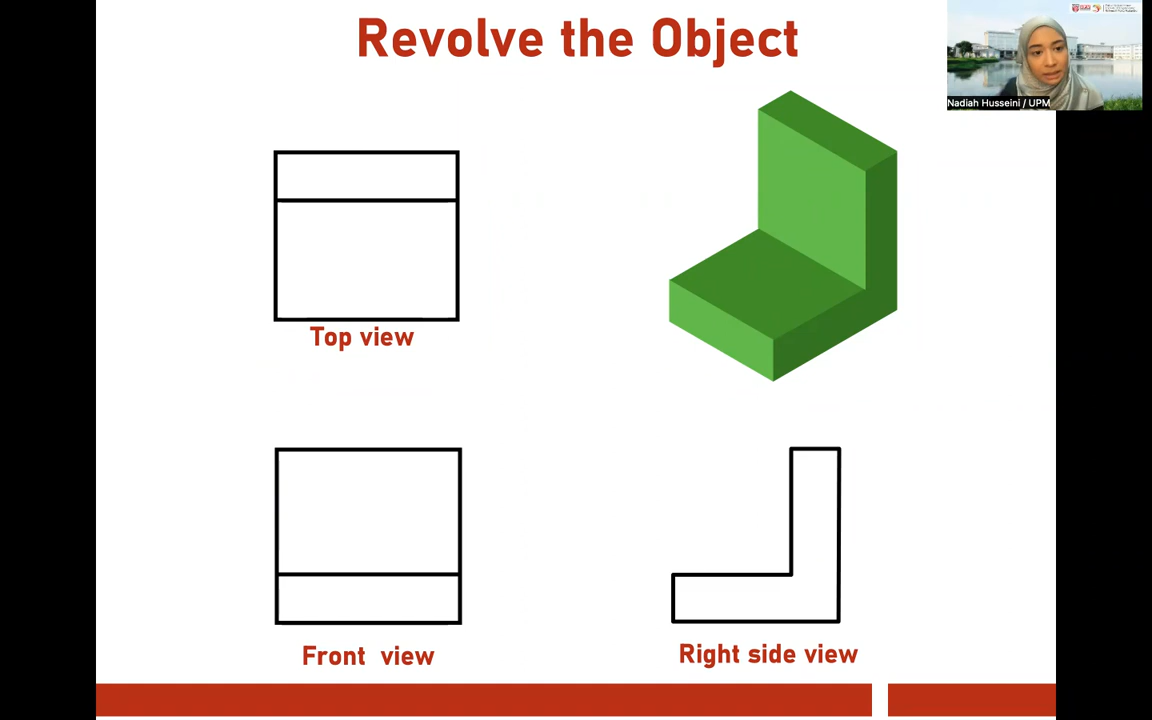 Revolve the Object
Nadiah Husseini / UPM
Top view
Front view
Right side view